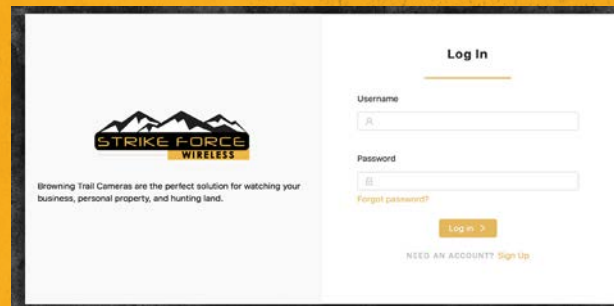 STRIKE FORCE
WIRELESS
Browning Trail Cameras are the perfect solution for watching your
business, personal property, and hunting land.
Log In
Username
Password
Forgot password?
Log in >
NEED AN ACCOUNT? Sign Up